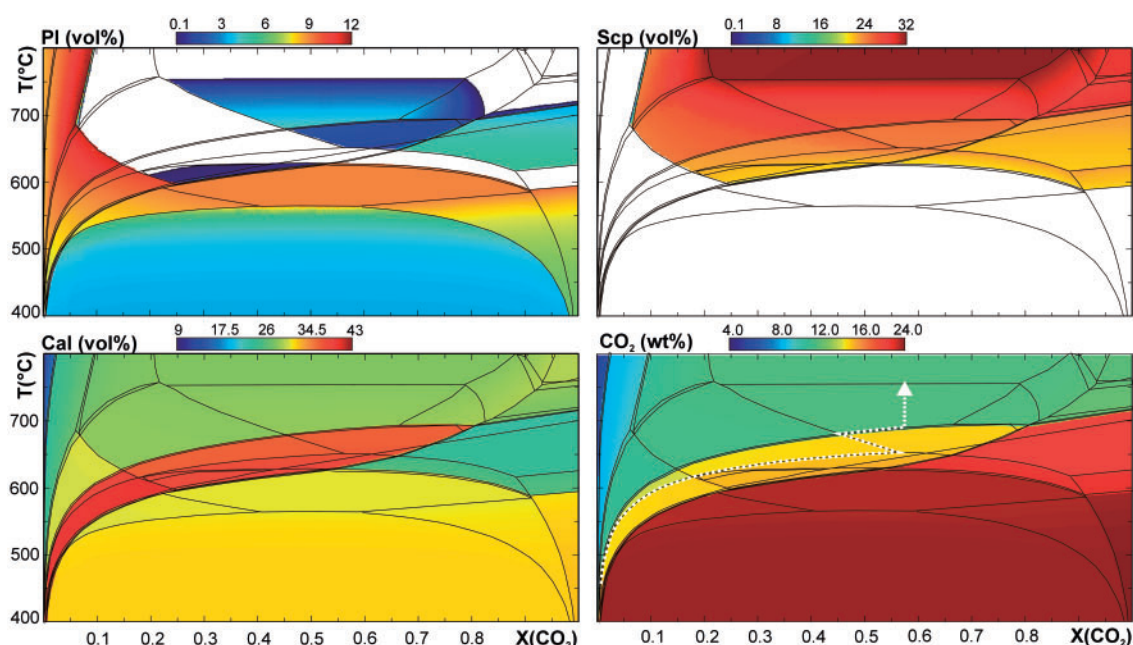 Pl (vol%) 0.1 3 6 9 12
Scp (vol%) 0.1 8 16 24 32
T(°C)
700
600
500
400
Cal (vol%) 9 17.5 26 34.5 43
CO₂ (wt%) 4.0 8.0 12.0 16.0 24.0
T(°C)
700
600
500
400
0.1 0.2 0.3 0.4 0.5 0.6 0.7 0.8 X(CO₂)
0.1 0.2 0.3 0.4 0.5 0.6 0.7 0.8 X(CO₂)